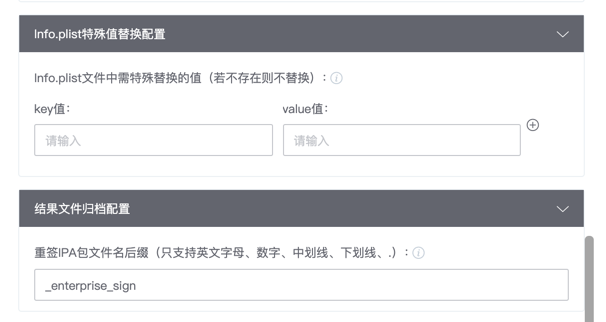 Info.plist特殊值替换配置
Info.plist文件中需特殊替换的值（若不存在则不替换）：
key值：
value值：
请输入
请输入
结果文件归档配置
重签IPA包文件名后缀（只支持英文字母、数字、中划线、下划线、.）：
_enterprise_sign